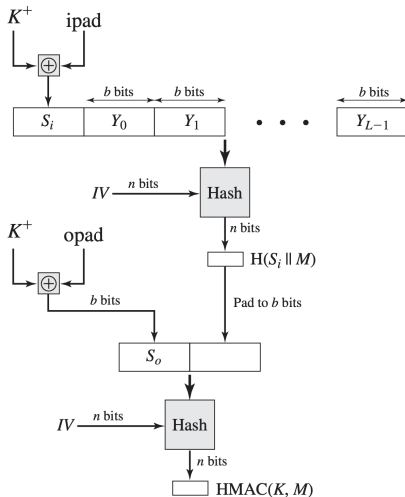 K⁺ ipad
⊕
b bits b bits b bits
Sᵢ Y₀ Y₁ • • • Y_{L−1}
IV n bits Hash
n bits
K⁺ opad
H(Sᵢ || M)
⊕
b bits
Pad to b bits
Sₒ
IV n bits Hash
n bits
HMAC(K, M)